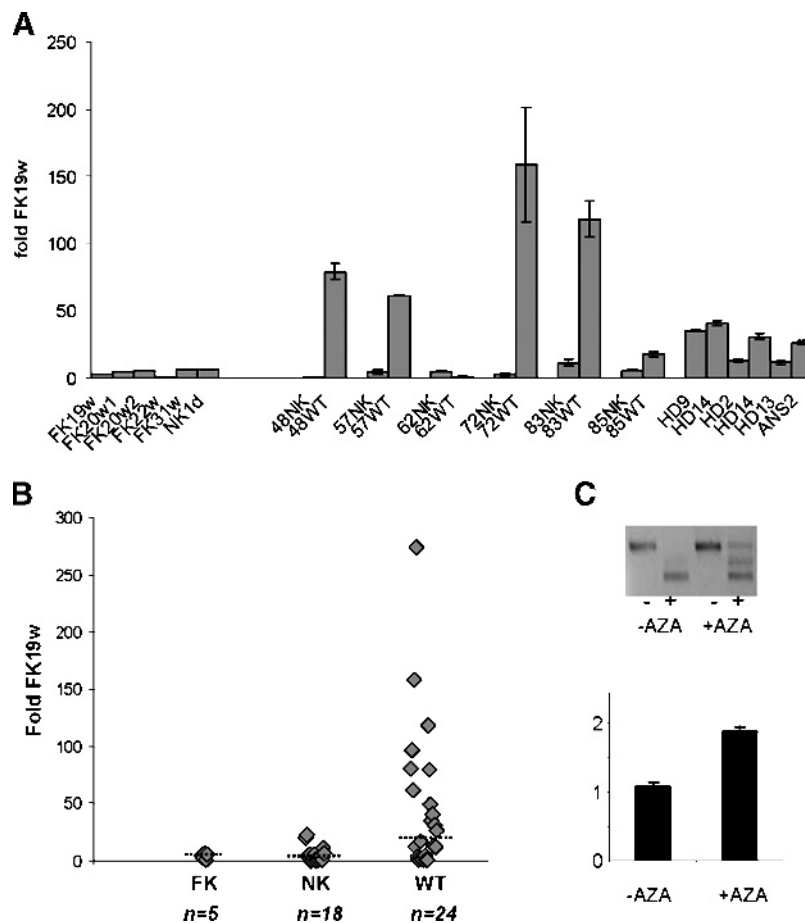 A
250
200
150
100
50
0
fold FK19w
FK19w
FK20w1
FK20w2
FK22w
FK31w
NK1d
48NK
48WT
57NK
57WT
62NK
62WT
72NK
72WT
83NK
83WT
85NK
85WT
HD9
HD14
HD2
HD14
HD13
ANS2
B
300
250
200
150
100
50
0
Fold FK19w
FK NK WT
n=5 n=18 n=24
C
- + - +
-AZA +AZA
2
1
0
-AZA +AZA